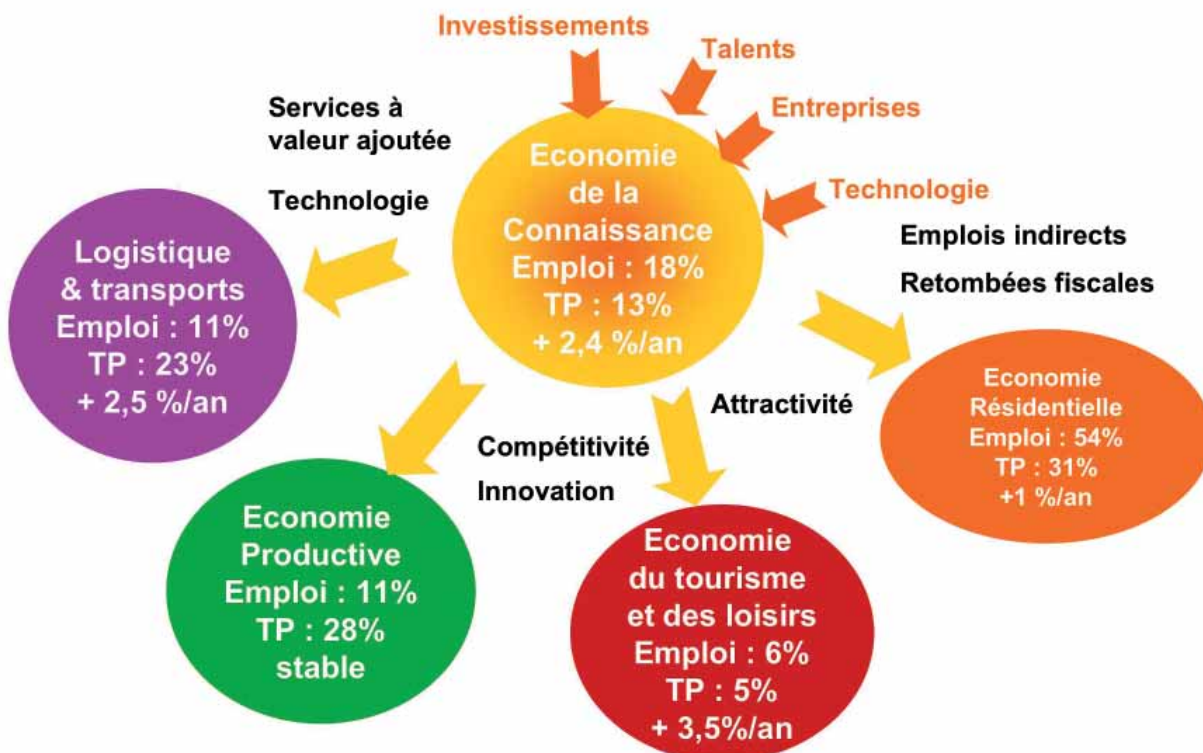 Investissements
Talents
Entreprises
Technologie
Services à
valeur ajoutée
Technologie
Economie
de la
Connaissance
Emploi : 18%
TP : 13%
+ 2,4 %/an
Emplois indirects
Retombées fiscales
Logistique
& transports
Emploi : 11%
TP : 23%
+ 2,5 %/an
Economie
Résidentielle
Emploi : 54%
TP : 31%
+1 %/an
Attractivité
Compétitivité
Innovation
Economie
Productive
Emploi : 11%
TP : 28%
stable
Economie
du tourisme
et des loisirs
Emploi : 6%
TP : 5%
+ 3,5%/an